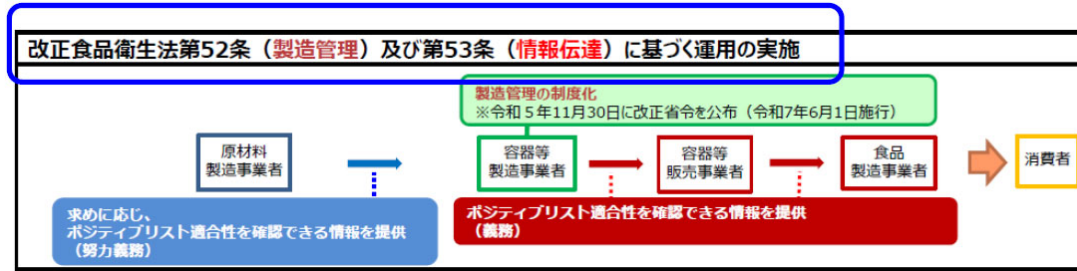 改正食品衛生法第52条（製造管理）及び第53条（情報伝達）に基づく運用の実施
製造管理の制度化
※令和５年11月30日に改正省令を公布（令和7年6月1日施行）
原材料
製造事業者
容器等
製造事業者
容器等
販売事業者
食品
製造事業者
消費者
求めに応じ、
ポジティブリスト適合性を確認できる情報を提供
（努力義務）
ポジティブリスト適合性を確認できる情報を提供
（義務）